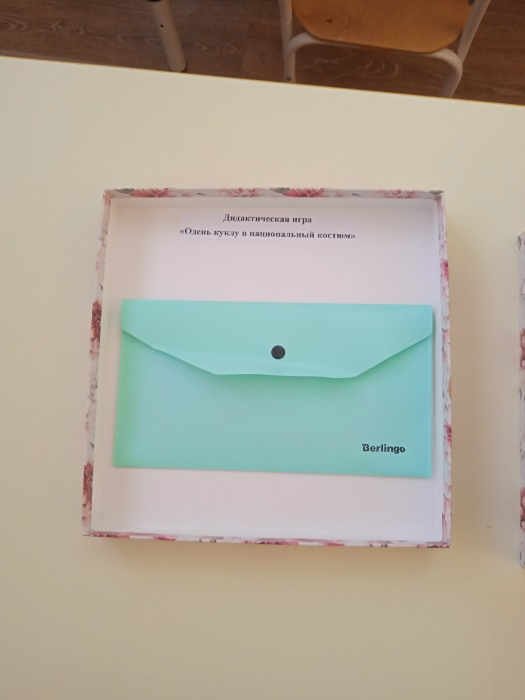 Дидактическая игра
«Одень куклу в национальный костюм»
Berlingo